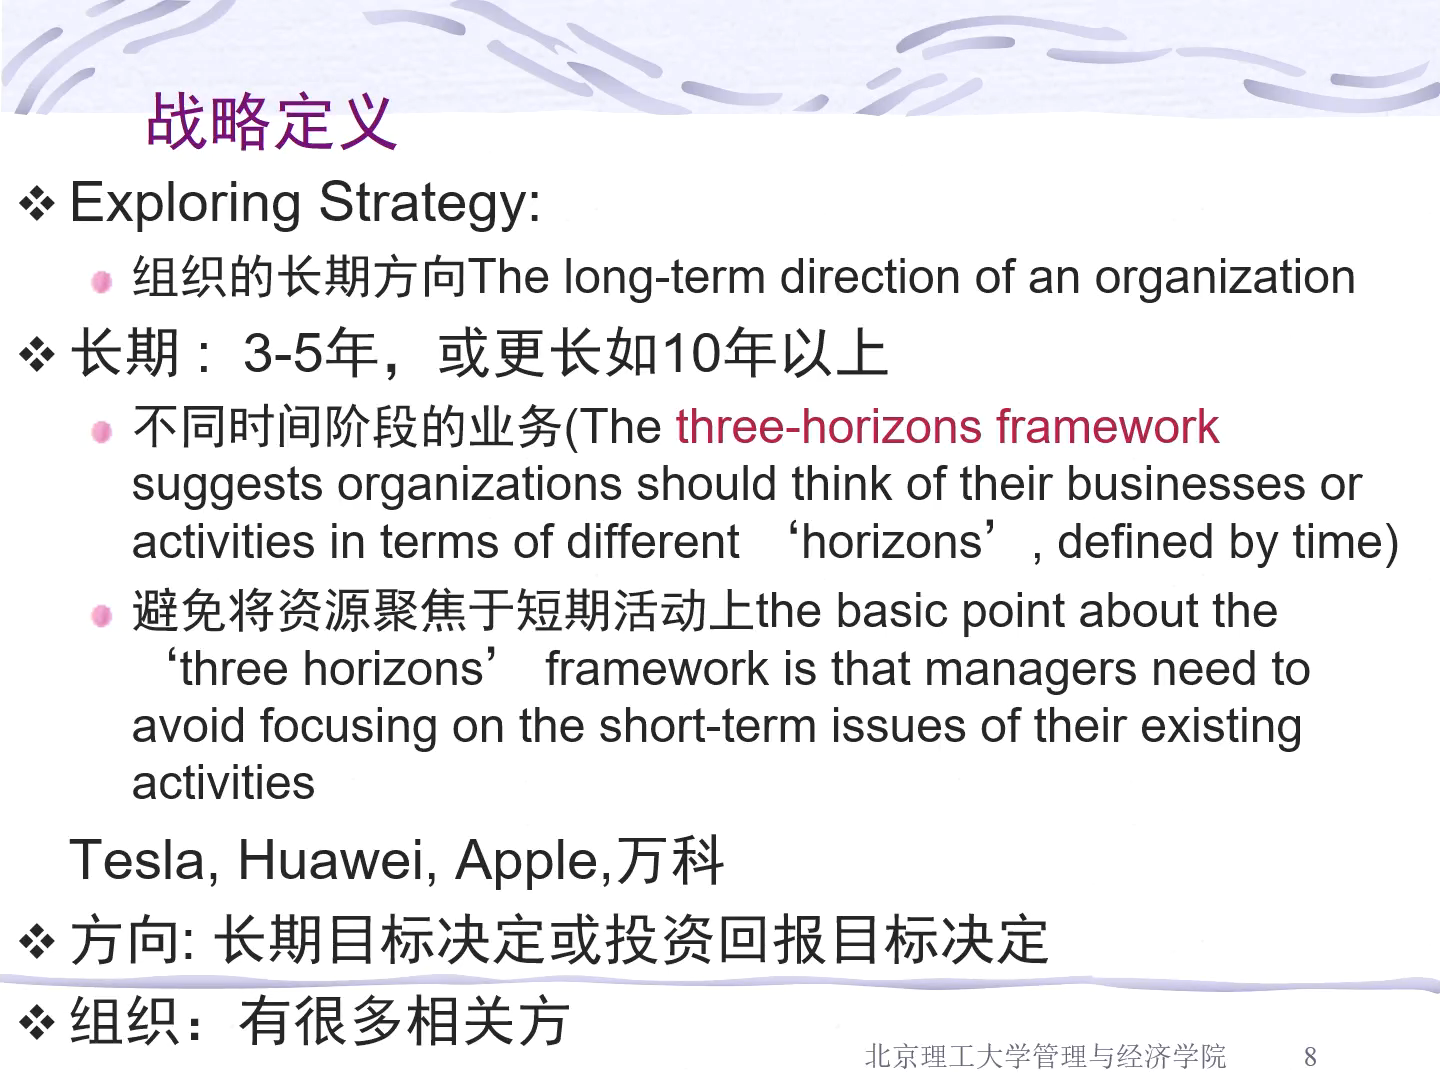 战略定义
Exploring Strategy:
组织的长期方向The long-term direction of an organization
长期：3-5年，或更长如10年以上
不同时间阶段的业务(The three-horizons framework
suggests organizations should think of their businesses or
activities in terms of different ‘horizons’, defined by time)
避免将资源聚焦于短期活动上the basic point about the
‘three horizons’ framework is that managers need to
avoid focusing on the short-term issues of their existing
activities
Tesla, Huawei, Apple,万科
方向: 长期目标决定或投资回报目标决定
组织：有很多相关方
北京理工大学管理与经济学院 8